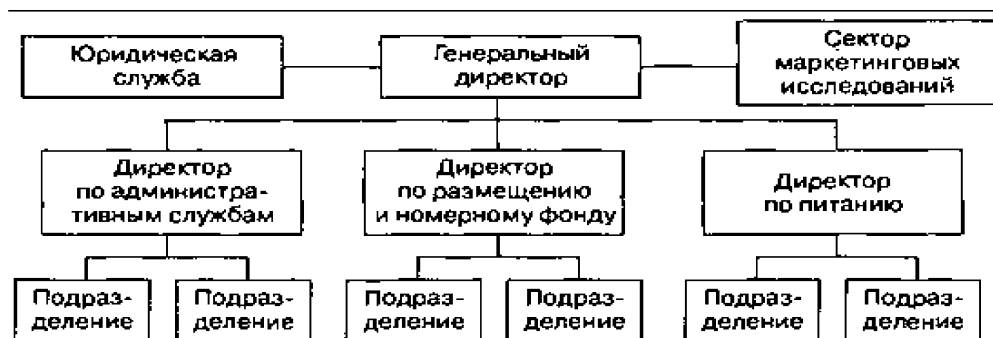 Юридическая
служба
Генеральный
директор
Сектор
маркетинговых
исследований
Директор
по администра-
тивным службам
Директор
по размещению
и номерному фонду
Директор
по питанию
Подраз-
деление
Подраз-
деление
Подраз-
деление
Подраз-
деление
Подраз-
деление
Подраз-
деление